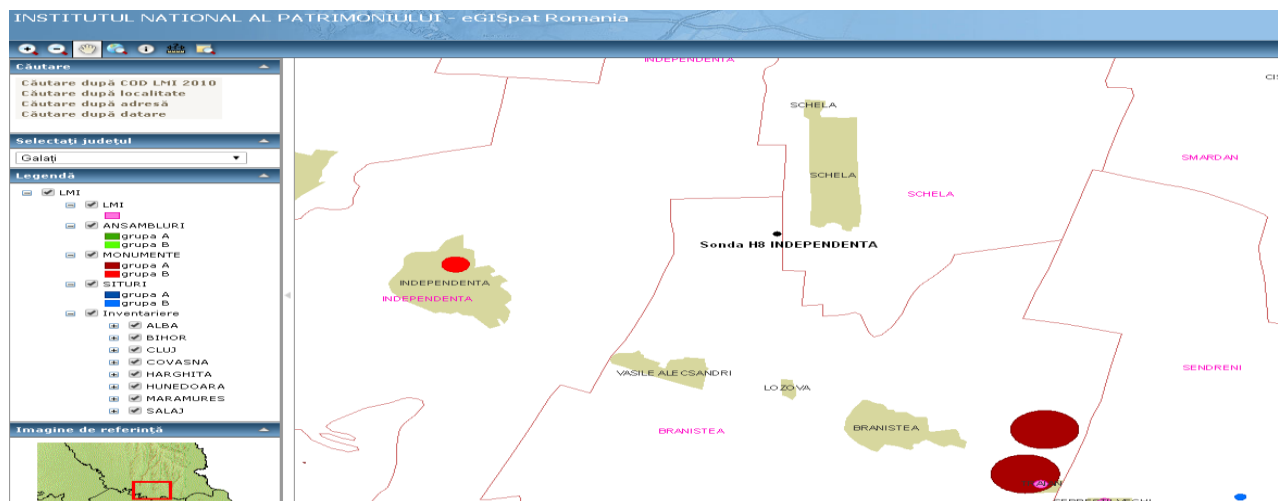 INSTITUTUL NATIONAL AL PATRIMONIULUI - eGISpat Romania
Căutare
Căutare după COD LMI 2010
Căutare după localitate
Căutare după adresă
Căutare după datare
Selectați județul
Galați
Legendă
LMI
LMI
ANSAMBLURI
grupa A
grupa B
MONUMENTE
grupa A
grupa B
SITURI
grupa A
grupa B
Inventariere
ALBA
BIHOR
CLUJ
COVASNA
HARGHITA
HUNEDOARA
MARAMURES
SALAJ
Imagine de referință
INDEPENDENTA
SCHELA
SMARDAN
SCHELA
SCHELA
Sonda H8 INDEPENDENTA
INDEPENDENTA
INDEPENDENTA
VASILE ALECSANDRI
LOZOVA
SENDRENI
BRANISTEA
BRANISTEA